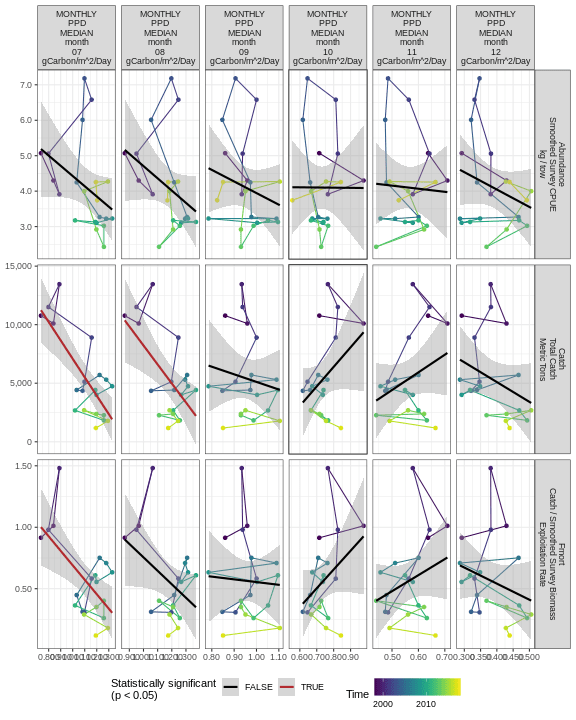 MONTHLY
PPD
MEDIAN
month
07
gCarbon/m^2/Day
MONTHLY
PPD
MEDIAN
month
08
gCarbon/m^2/Day
MONTHLY
PPD
MEDIAN
month
09
gCarbon/m^2/Day
MONTHLY
PPD
MEDIAN
month
10
gCarbon/m^2/Day
MONTHLY
PPD
MEDIAN
month
11
gCarbon/m^2/Day
MONTHLY
PPD
MEDIAN
month
12
gCarbon/m^2/Day
7.0
6.0
5.0
4.0
3.0
Abundance
Smoothed Survey CPUE
kg / tow
15,000
10,000
5,000
0
Catch
Total Catch
Metric Tons
1.50
1.00
0.50
Fmort
Catch / Smoothed Survey Biomass
Exploitation Rate
0.80 0.90 1.00 1.10
0.60 0.70 0.80 0.90
0.50 0.60 0.70
0.300 0.350 0.400 0.450 0.500
Statistically significant
(p < 0.05)
FALSE
TRUE
Time
2000
2010